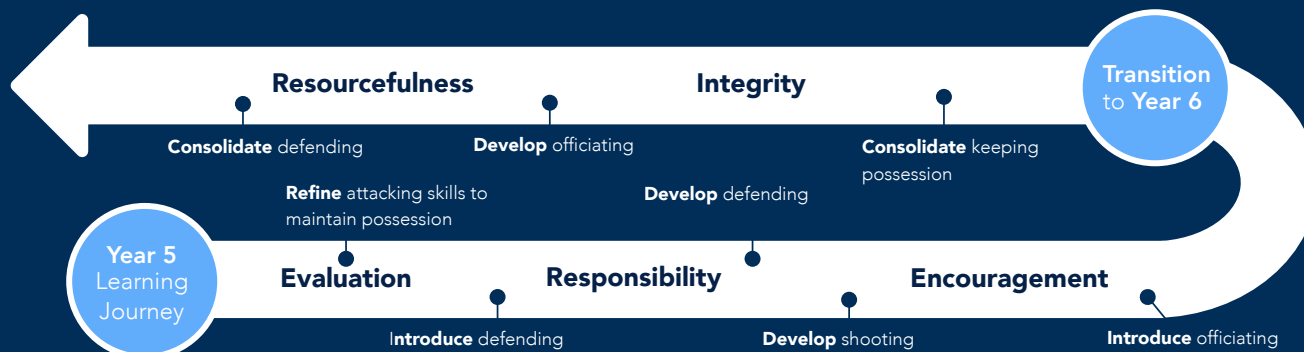 Resourcefulness
Integrity
Transition
to Year 6
Consolidate defending
Develop officiating
Consolidate keeping
possession
Refine attacking skills to
maintain possession
Develop defending
Year 5
Learning
Journey
Evaluation
Responsibility
Encouragement
Introduce defending
Develop shooting
Introduce officiating